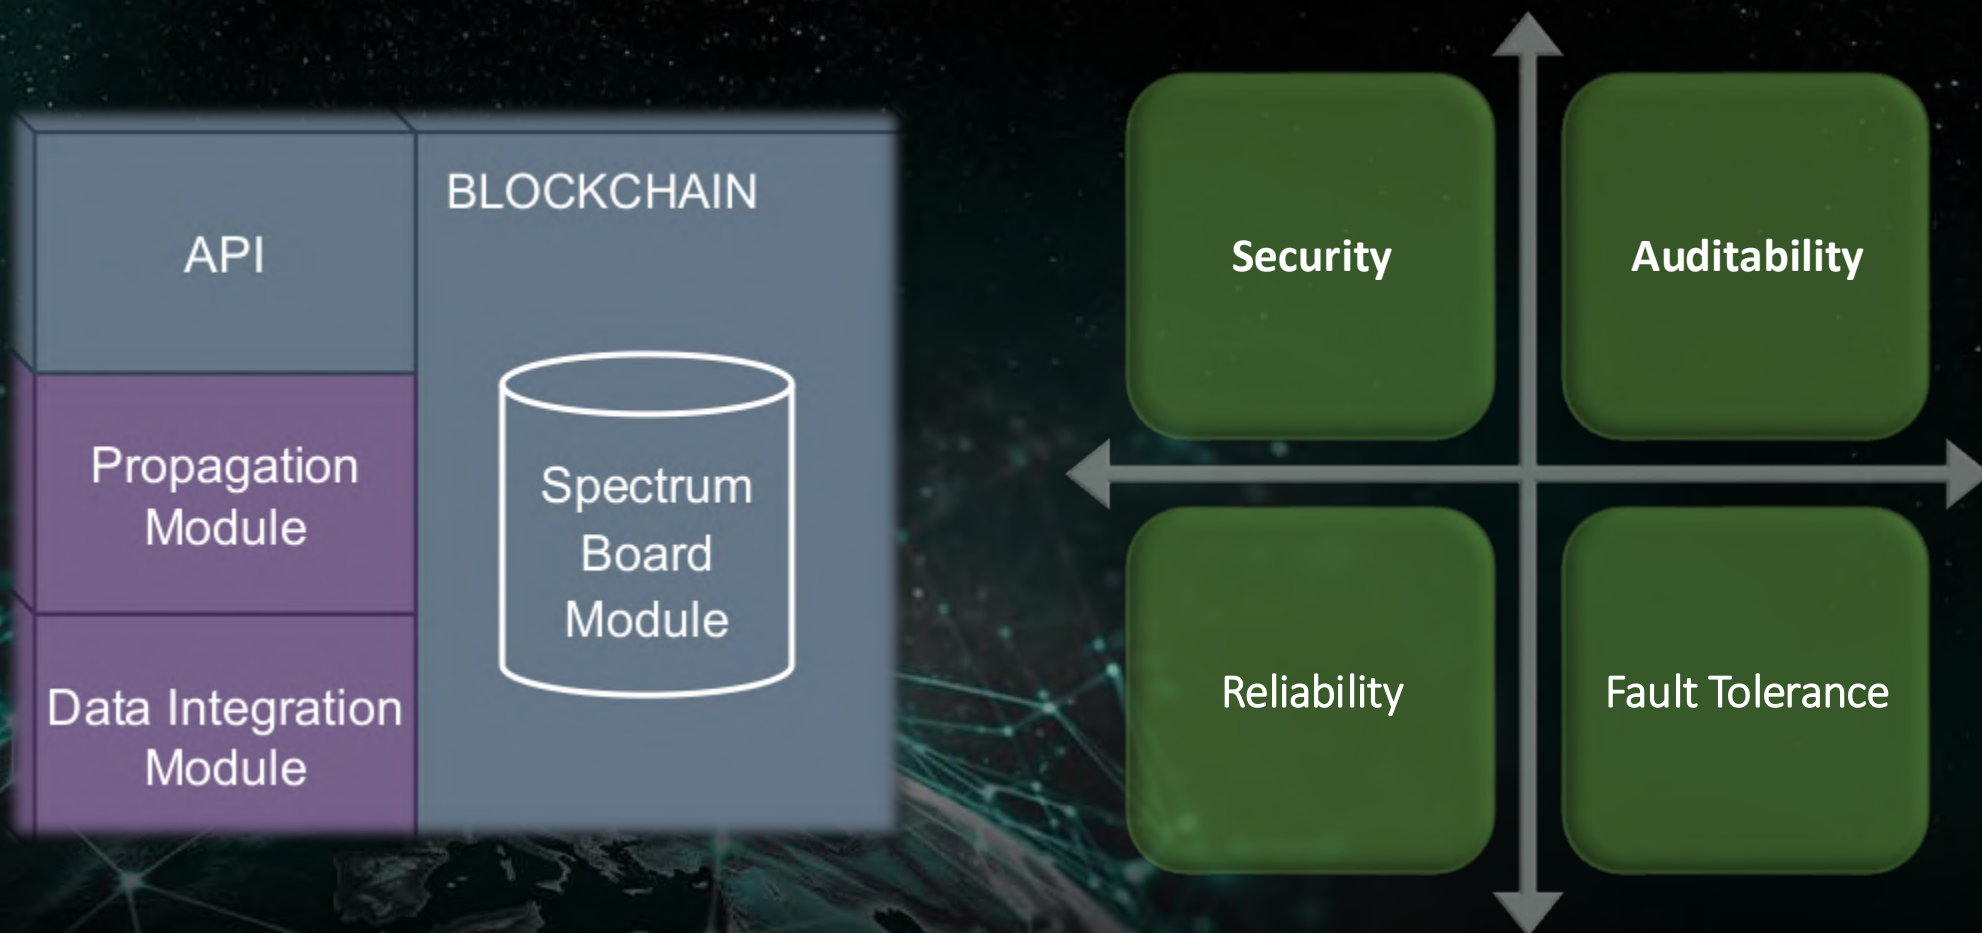 BLOCKCHAIN
API
Propagation
Module
Data Integration
Module
Spectrum
Board
Module
Security
Auditability
Reliability
Fault Tolerance